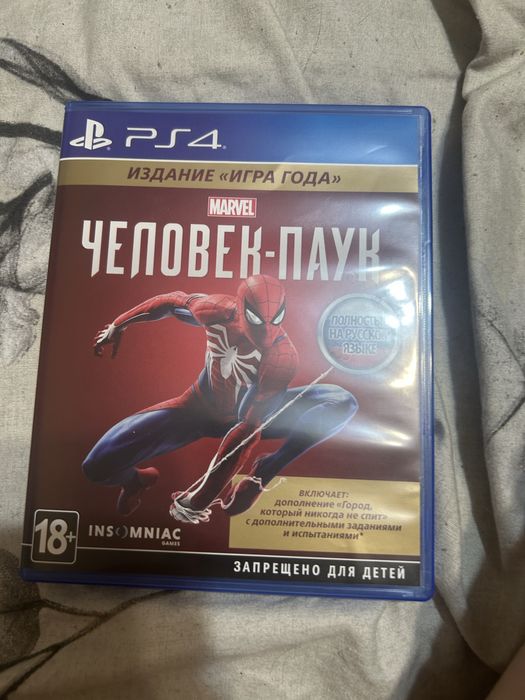 PS4
ИЗДАНИЕ «ИГРА ГОДА»
MARVEL
ЧЕЛОВЕК-ПАУК
ПОЛНОСТЬЮ
НА РУССКОМ
ЯЗЫКЕ
ВКЛЮЧАЕТ:
дополнение «Город,
который никогда не спит»
с дополнительными заданиями
и испытаниями*
18+
INSOMNIAC
GAMES
ЗАПРЕЩЕНО ДЛЯ ДЕТЕЙ